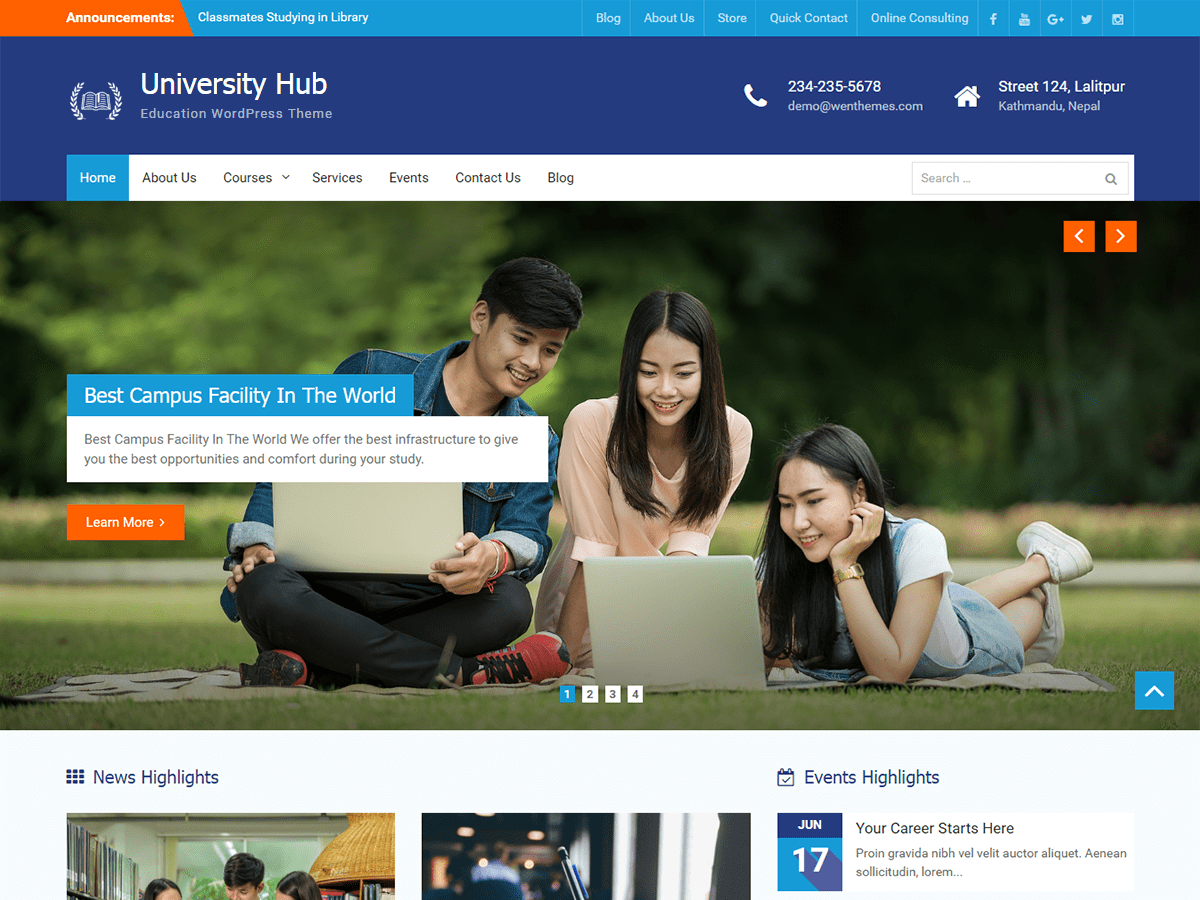 Announcements: Classmates Studying in Library Blog About Us Store Quick Contact Online Consulting
University Hub
Education WordPress Theme
234-235-5678
demo@wenthemes.com
Street 124, Lalitpur
Kathmandu, Nepal
Home About Us Courses Services Events Contact Us Blog Search ...
Best Campus Facility In The World
Best Campus Facility In The World We offer the best infrastructure to give
you the best opportunities and comfort during your study.
Learn More
1 2 3 4
News Highlights
Events Highlights
JUN
17
Your Career Starts Here
Proin gravida nibh vel velit auctor aliquet. Aenean
sollicitudin, lorem...